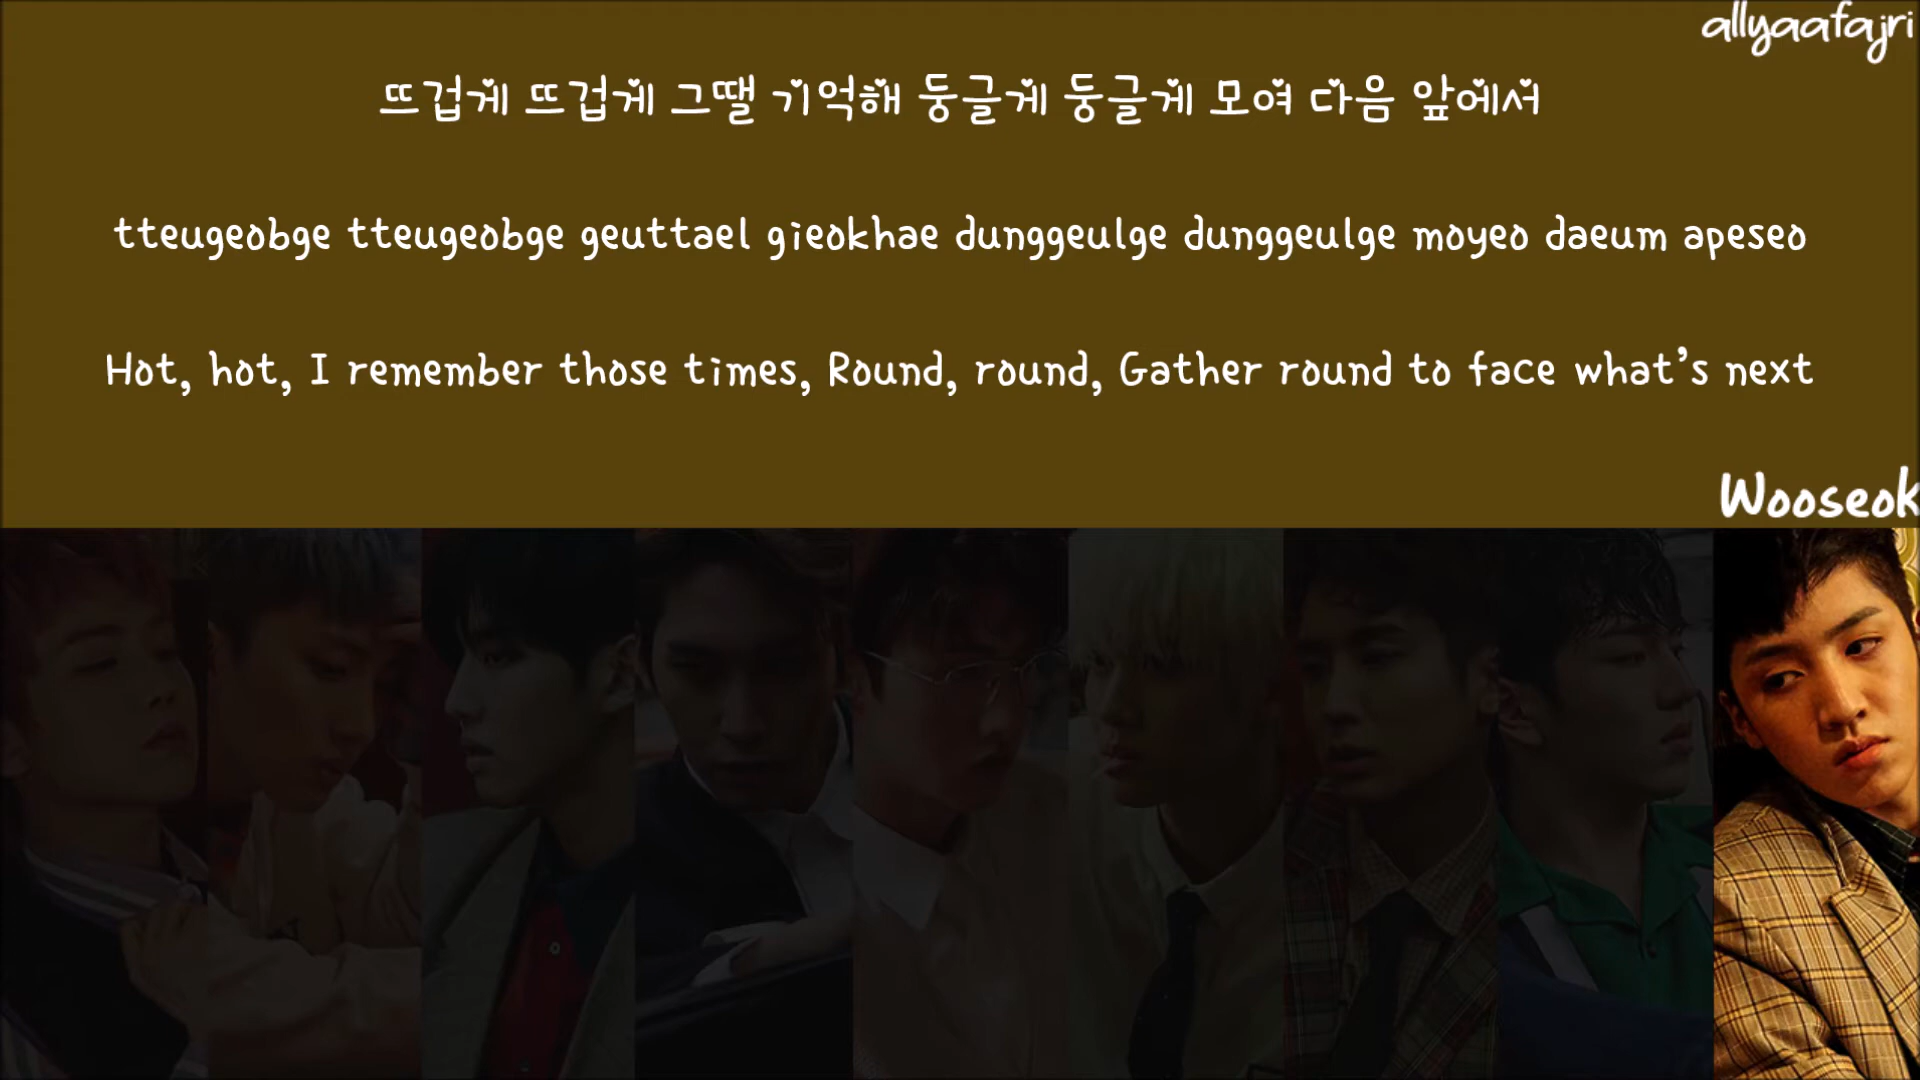 allyaafajri
뜨겁게 뜨겁게 그땔 기억해 둥글게 둥글게 모여 다음 앞에서
tteugeobge tteugeobge geuttael gieokhae dunggeulge dunggeulge moyeo daeum apeseo
Hot, hot, I remember those times, Round, round, Gather round to face what's next
Wooseok